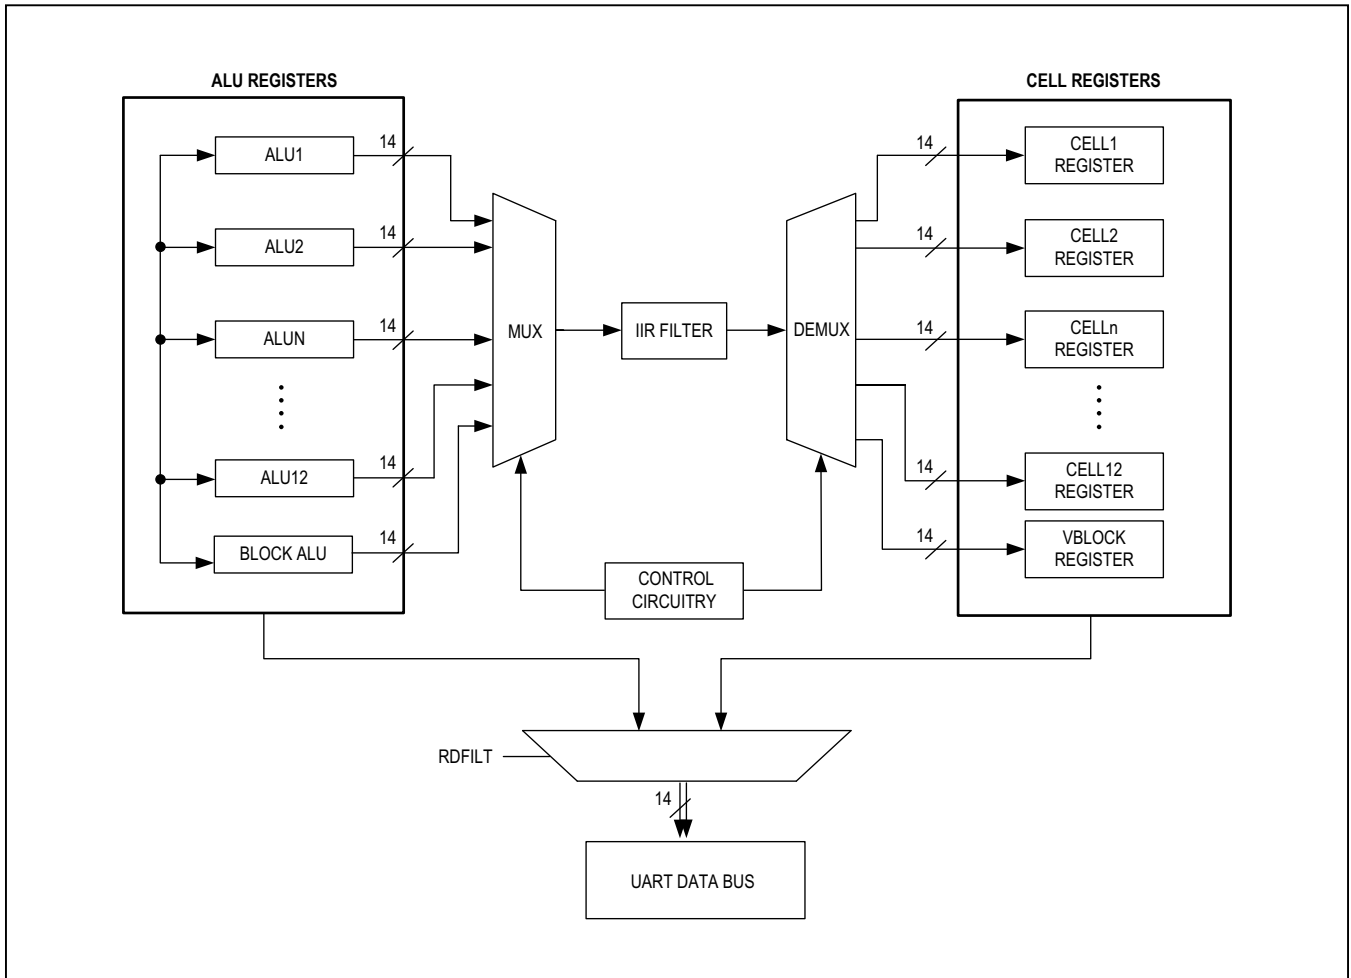 ALU REGISTERS
CELL REGISTERS
ALU1
14
14
CELL1
REGISTER
ALU2
14
14
CELL2
REGISTER
ALUN
14
MUX
IIR FILTER
DEMUX
14
CELLn
REGISTER
ALU12
14
14
CELL12
REGISTER
BLOCK ALU
14
14
VBLOCK
REGISTER
CONTROL
CIRCUITRY
RDFILT
14
UART DATA BUS